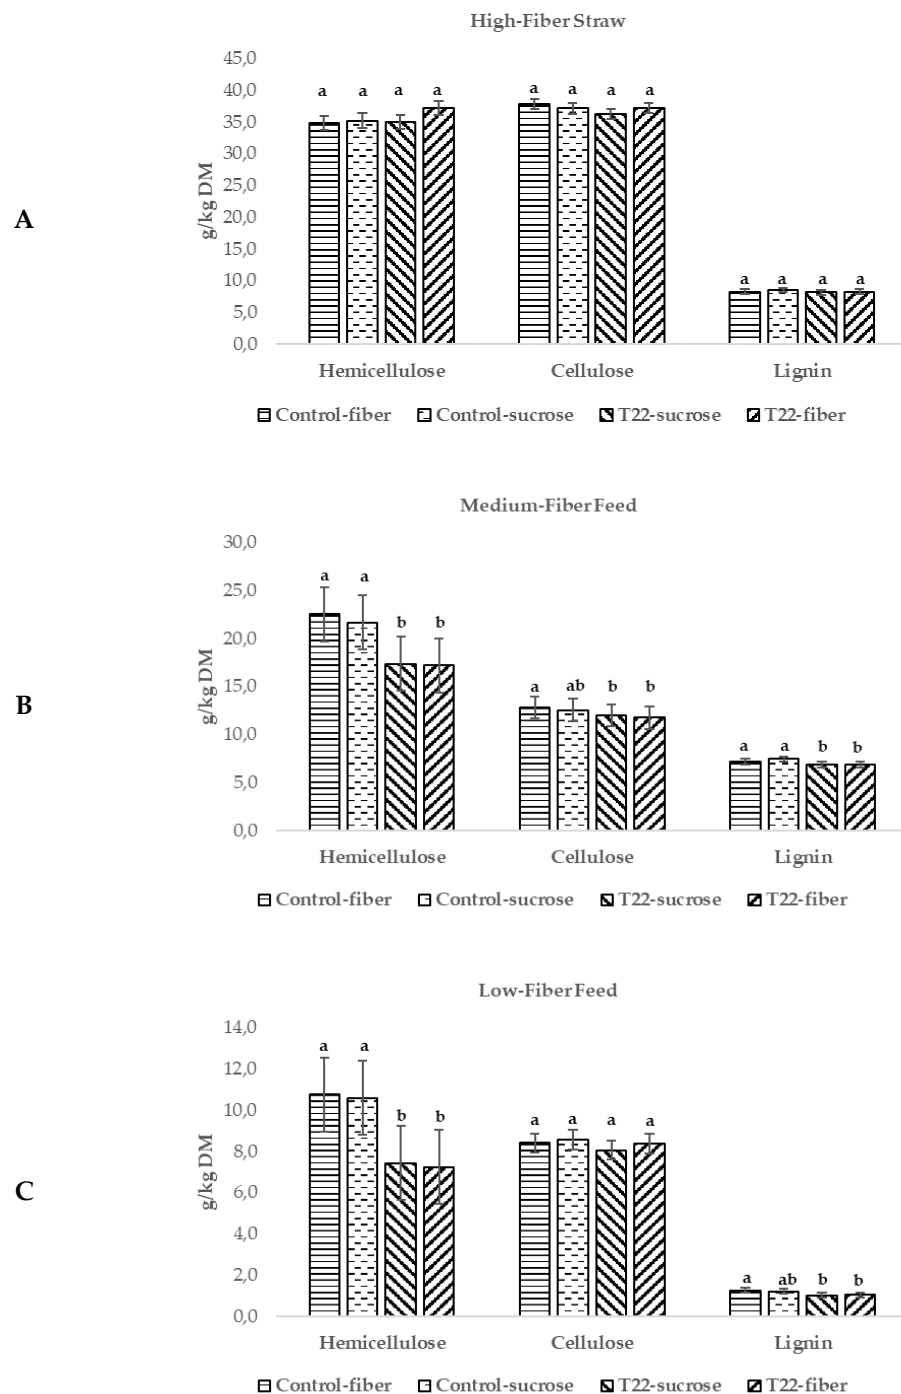 High-Fiber Straw
A
g/kg DM
45,0
40,0
35,0
30,0
25,0
20,0
15,0
10,0
5,0
0,0
a a a a a a a a a a a a
Hemicellulose Cellulose Lignin
Control-fiber Control-sucrose T22-sucrose T22-fiber
Medium-Fiber Feed
B
g/kg DM
30,0
25,0
20,0
15,0
10,0
5,0
0,0
a a b b a ab b b a a b b
Hemicellulose Cellulose Lignin
Control-fiber Control-sucrose T22-sucrose T22-fiber
Low-Fiber Feed
C
g/kg DM
14,0
12,0
10,0
8,0
6,0
4,0
2,0
0,0
a a b b a a a a a ab b b
Hemicellulose Cellulose Lignin
Control-fiber Control-sucrose T22-sucrose T22-fiber